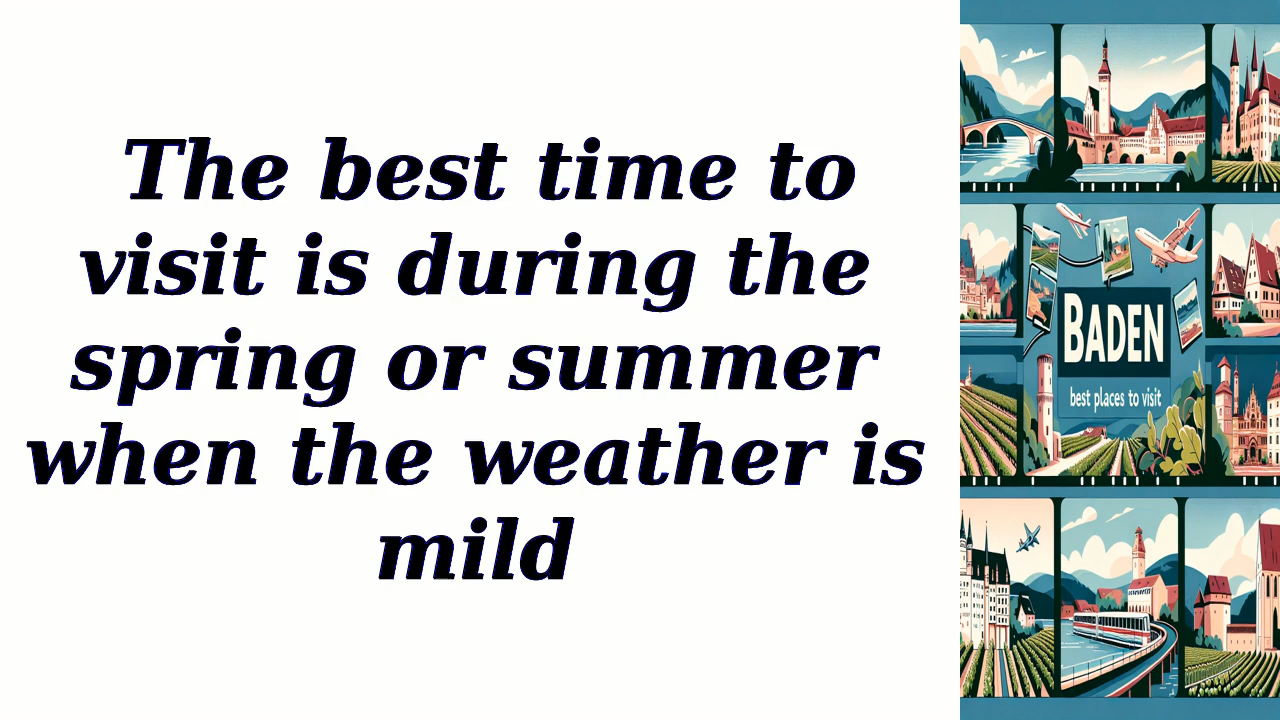 The best time to
visit is during the
spring or summer
when the weather is
mild
BADEN
best places to visit